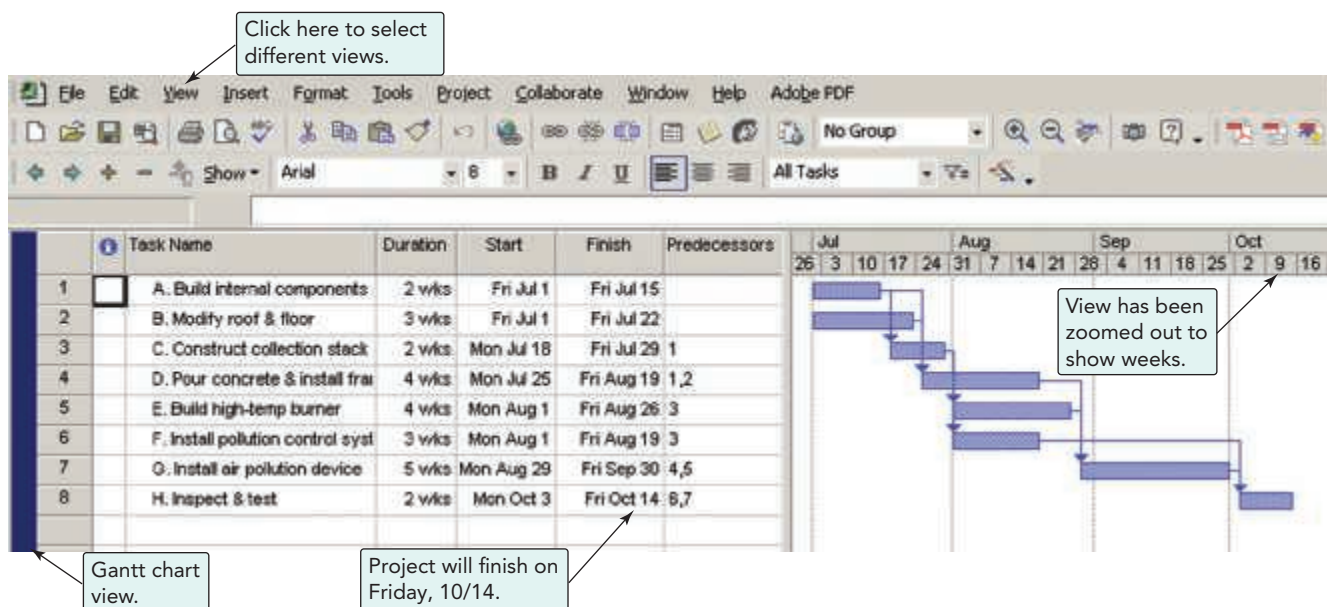 Click here to select
different views.
File Edit View Insert Format Tools Project Collaborate Window Help Adobe PDF
No Group
Show Arial 8 B I U All Tasks
Task Name Duration Start Finish Predecessors Jul Aug Sep Oct
26 3 10 17 24 31 7 14 21 28 4 11 18 25 2 9 16
1 A. Build internal components 2 wks Fri Jul 1 Fri Jul 15
2 B. Modify roof & floor 3 wks Fri Jul 1 Fri Jul 22
3 C. Construct collection stack 2 wks Mon Jul 18 Fri Jul 29 1
4 D. Pour concrete & install fra 4 wks Mon Jul 25 Fri Aug 19 1,2
5 E. Build high-temp burner 4 wks Mon Aug 1 Fri Aug 26 3
6 F. Install pollution control syst 3 wks Mon Aug 1 Fri Aug 19 3
7 G. Install air pollution device 5 wks Mon Aug 29 Fri Sep 30 4,5
8 H. Inspect & test 2 wks Mon Oct 3 Fri Oct 14 6,7
View has been
zoomed out to
show weeks.
Gantt chart
view.
Project will finish on
Friday, 10/14.